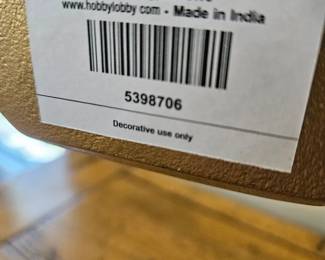 www.hobbylobby.com - Made in India
5398706
Decorative use only